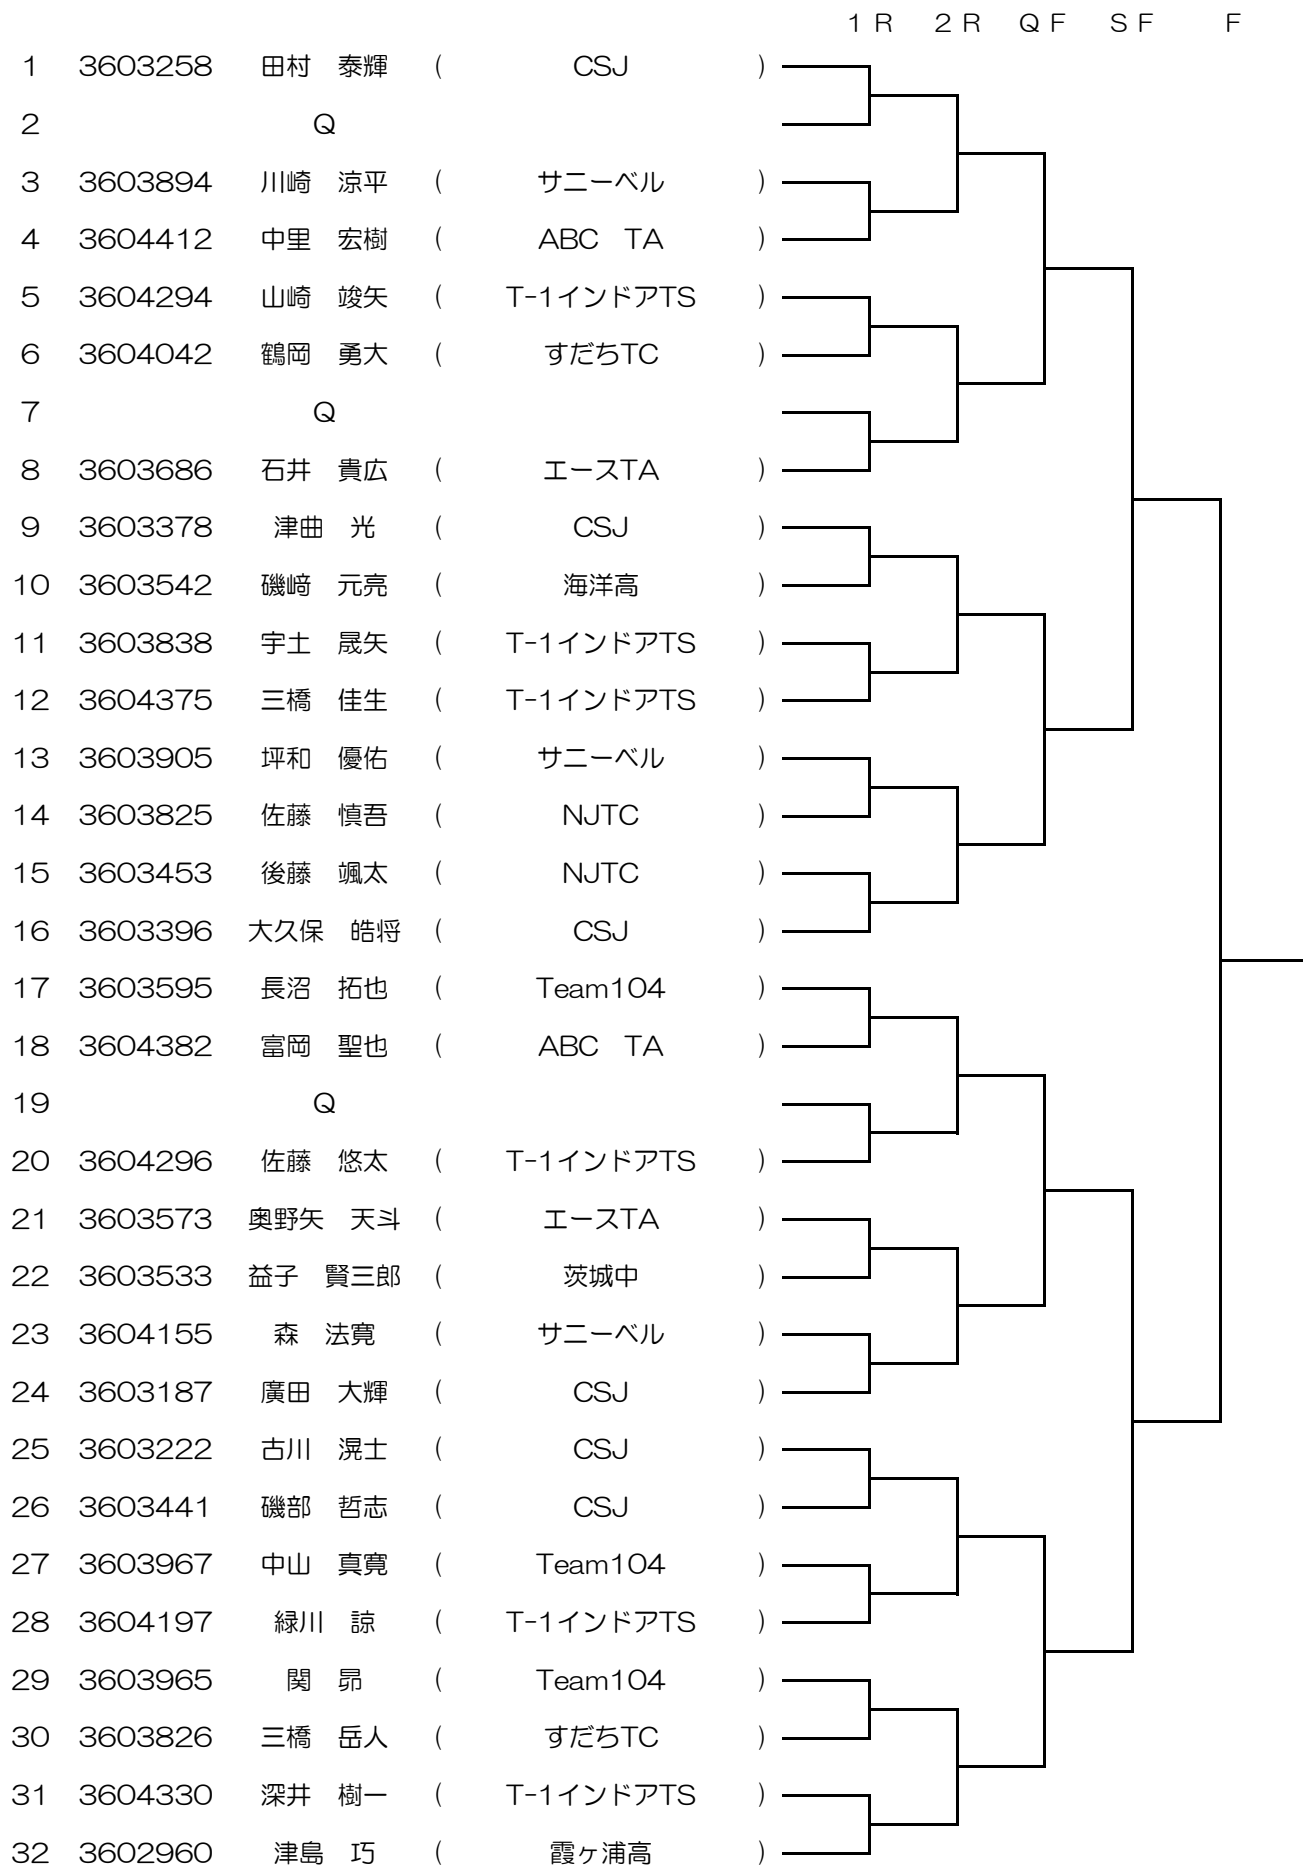 1R 2R QF SF F
1 3603258 田村 泰輝 ( CSJ )
2 Q
3 3603894 川崎 涼平 ( サニーベル )
4 3604412 中里 宏樹 ( ABC TA )
5 3604294 山崎 竣矢 ( T-1インドアTS )
6 3604042 鶴岡 勇大 ( すだちTC )
7 Q
8 3603686 石井 貴広 ( エースTA )
9 3603378 津曲 光 ( CSJ )
10 3603542 磯﨑 元亮 ( 海洋高 )
11 3603838 宇土 晟矢 ( T-1インドアTS )
12 3604375 三橋 佳生 ( T-1インドアTS )
13 3603905 坪和 優佑 ( サニーベル )
14 3603825 佐藤 慎吾 ( NJTC )
15 3603453 後藤 颯太 ( NJTC )
16 3603396 大久保 皓将 ( CSJ )
17 3603595 長沼 拓也 ( Team104 )
18 3604382 富岡 聖也 ( ABC TA )
19 Q
20 3604296 佐藤 悠太 ( T-1インドアTS )
21 3603573 奥野矢 天斗 ( エースTA )
22 3603533 益子 賢三郎 ( 茨城中 )
23 3604155 森 法寛 ( サニーベル )
24 3603187 廣田 大輝 ( CSJ )
25 3603222 古川 滉士 ( CSJ )
26 3603441 磯部 哲志 ( CSJ )
27 3603967 中山 真寛 ( Team104 )
28 3604197 緑川 諒 ( T-1インドアTS )
29 3603965 関 昴 ( Team104 )
30 3603826 三橋 岳人 ( すだちTC )
31 3604330 深井 樹一 ( T-1インドアTS )
32 3602960 津島 巧 ( 霞ヶ浦高 )